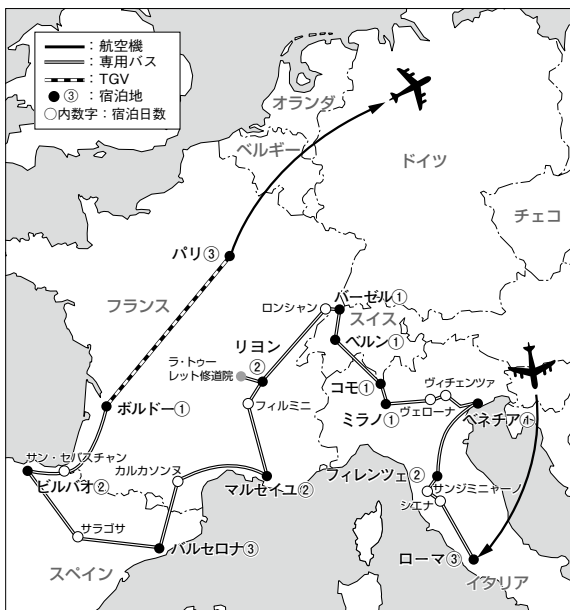 ：航空機
：専用バス
：TGV
●③：宿泊地
○内数字：宿泊日数
オランダ
ベルギー
ドイツ
チェコ
パリ③
フランス
ロンシャン
バーゼル①
スイス
リヨン
②
ベルン①
ラ・トゥー
レット修道院
コモ①
ヴィチェンツァ
フィルミニ
ミラノ①
ヴェローナ
ベネチア
ボルドー①
サン・セバスチャン
カルカソンヌ
ビルバオ②
マルセイユ②
フィレンツェ②
サンジミニャーノ
シエナ
サラゴサ
バルセロナ③
ローマ③
スペイン
イタリア